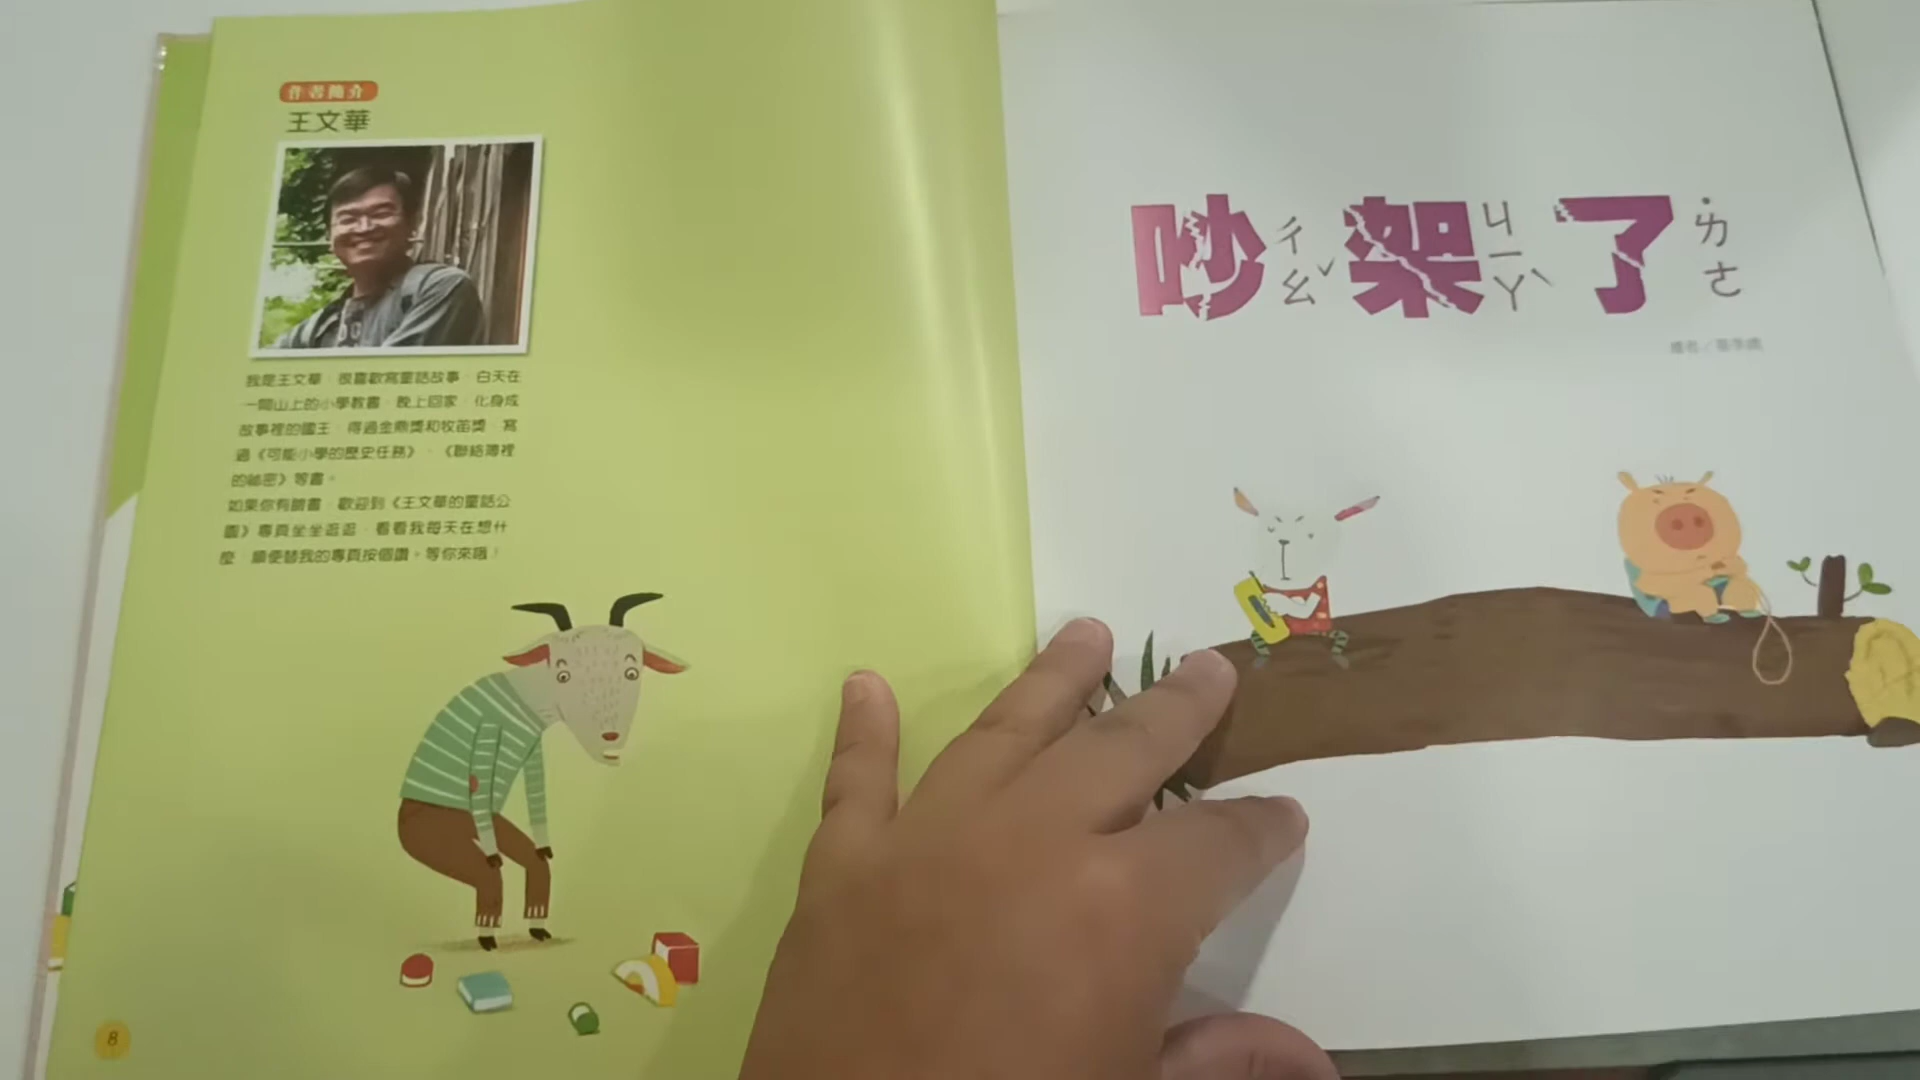 作者簡介
王文華
我是王文華,很喜歡寫童話故事,白天在
一間山上的小學教書,晚上回家,化身成
故事裡的國王,得過金鼎獎和牧笛獎,寫
過《可能小學的歷史任務》、《聯絡簿裡
的祕密》等書。
如果你有臉書,歡迎到《王文華的童話公
園》專頁坐坐逛逛,看看我每天在想什
麼,順便替我的專頁按個讚。等你來哦!
8
吵ㄔㄠˇ架ㄐㄧㄚˋ了˙ㄌㄜ
繪者/